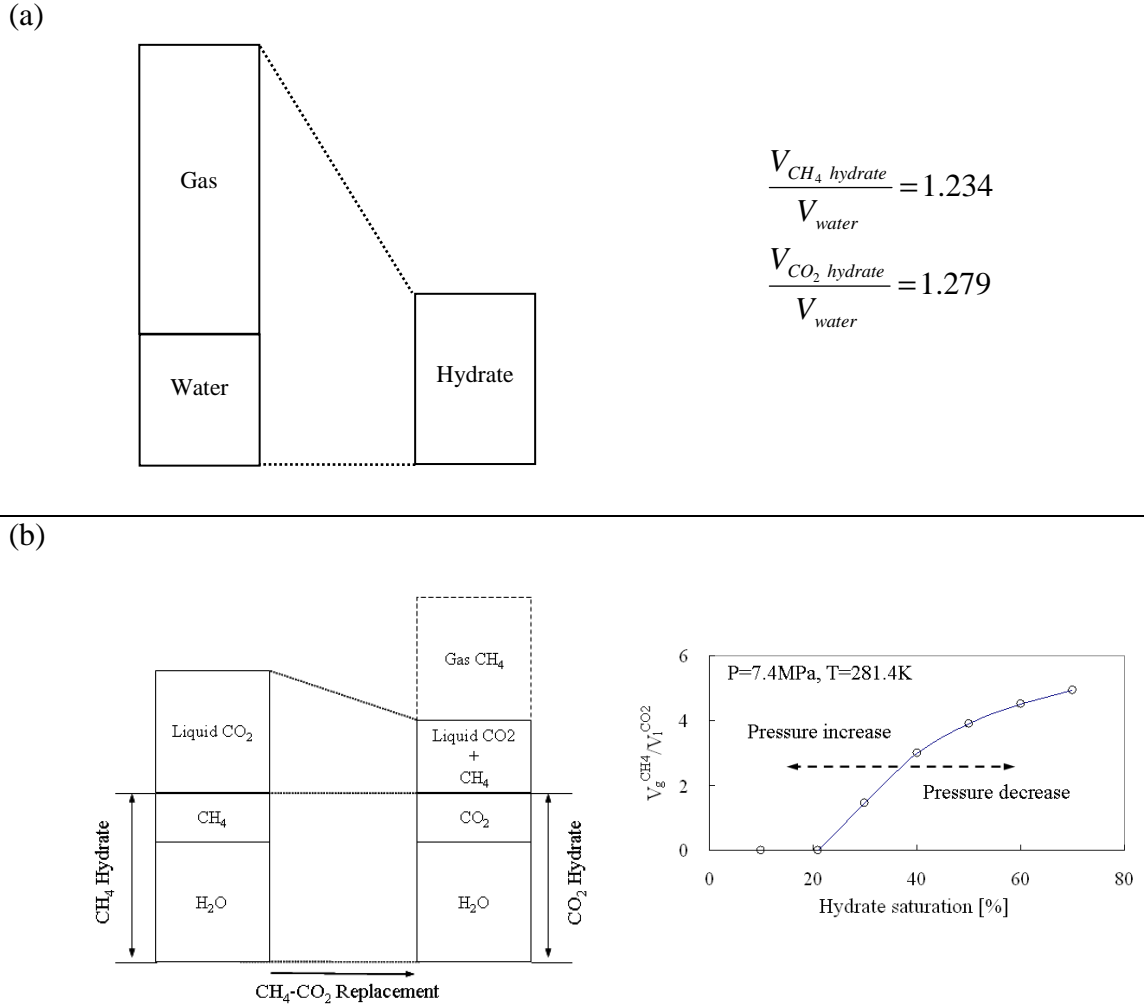 (a)
Gas
Water
Hydrate
V_{CH₄ hydrate} / V_{water} = 1.234
V_{CO₂ hydrate} / V_{water} = 1.279
(b)
Liquid CO₂
CH₄
H₂O
CH₄ Hydrate
Gas CH₄
Liquid CO2
+
CH₄
CO₂
H₂O
CO₂ Hydrate
CH₄-CO₂ Replacement
P=7.4MPa, T=281.4K
Pressure increase
Pressure decrease
V_g^{CH4}/V_l^{CO2}
6
4
2
0
0 20 40 60 80
Hydrate saturation [%]